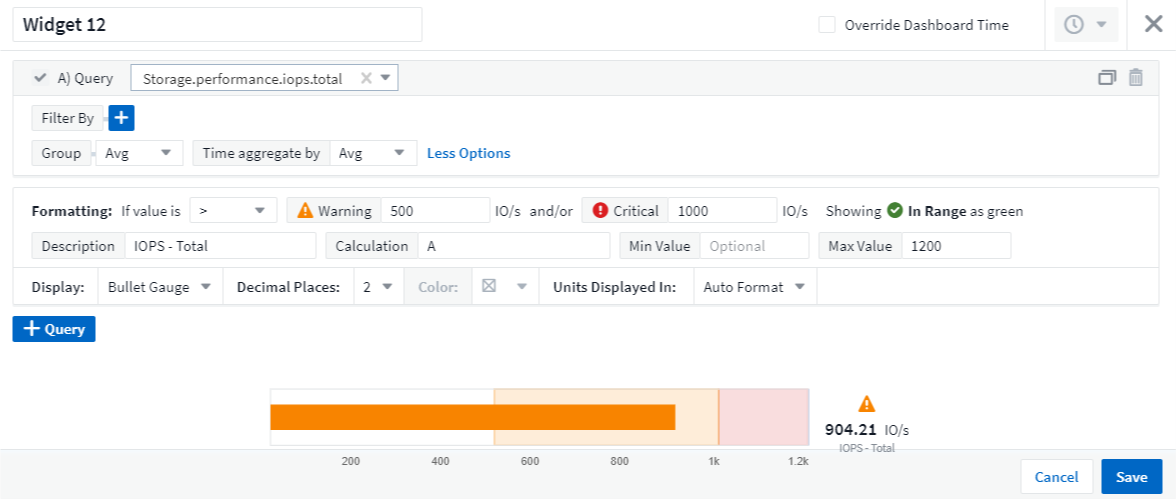 Widget 12 Override Dashboard Time
A) Query Storage.performance.iops.total
Filter By
Group Avg Time aggregate by Avg Less Options
Formatting: If value is > Warning 500 IO/s and/or Critical 1000 IO/s Showing In Range as green
Description IOPS - Total Calculation A Min Value Optional Max Value 1200
Display: Bullet Gauge Decimal Places: 2 Color: Units Displayed In: Auto Format
+ Query
904.21 IO/s
IOPS - Total
200 400 600 800 1k 1.2k
Cancel Save